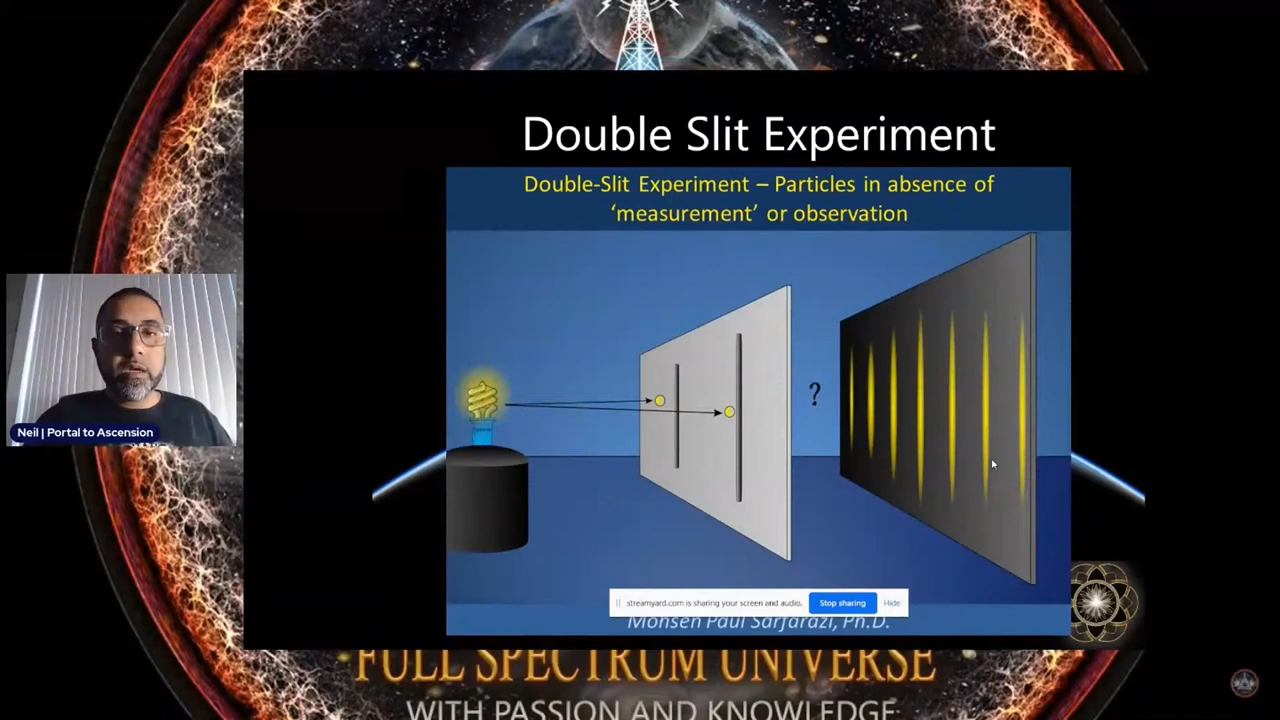 Double Slit Experiment
Double-Slit Experiment – Particles in absence of
‘measurement’ or observation
?
Neil | Portal to Ascension
streamyard.com is sharing your screen and audio.
Stop sharing
Hide
Mohsen Paul Sarfarazi, Ph.D.
FULL SPECTRUM UNIVERSE
WITH PASSION AND KNOWLEDGE